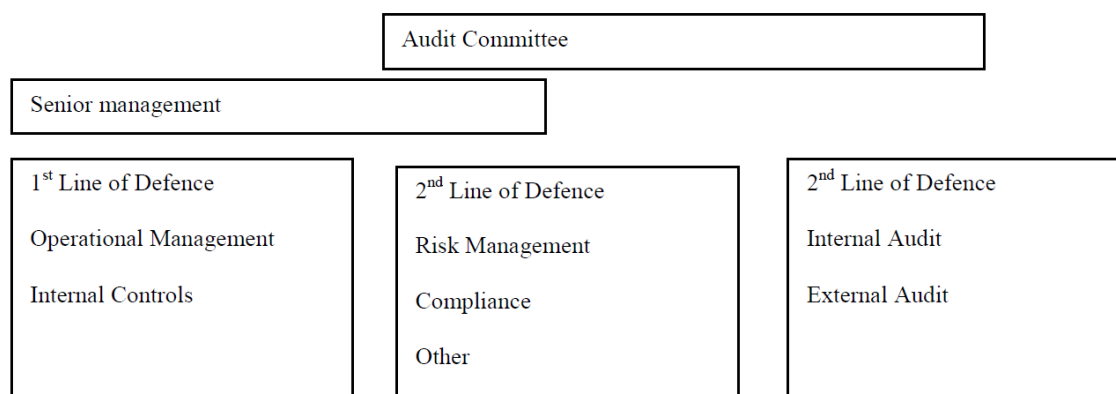 Audit Committee
Senior management
1st Line of Defence
Operational Management
Internal Controls
2nd Line of Defence
Risk Management
Compliance
Other
2nd Line of Defence
Internal Audit
External Audit